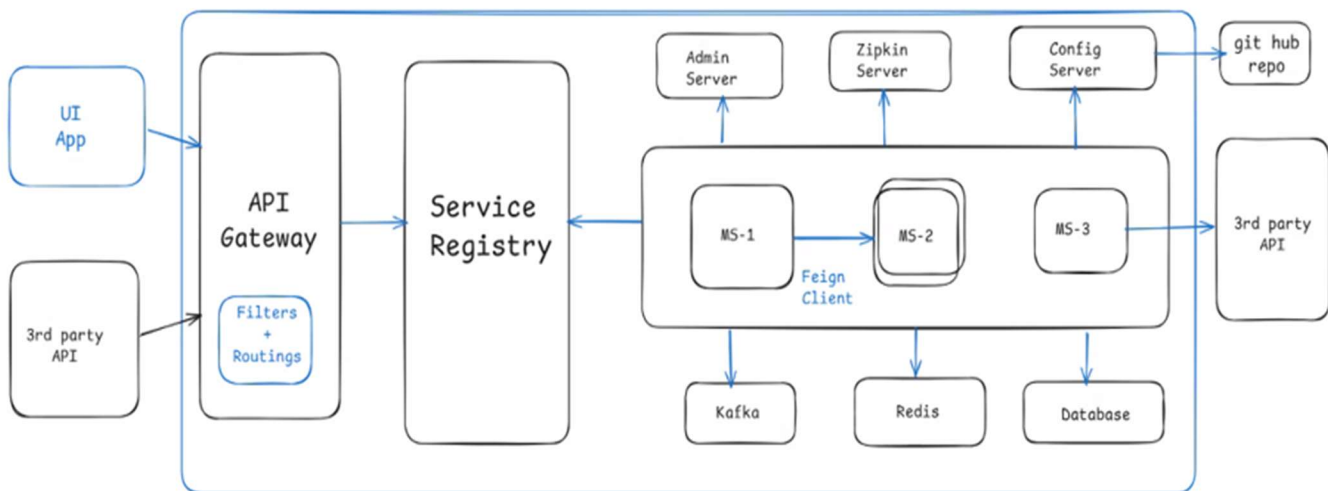 UI
App
3rd party
API
API
Gateway
Filters
+
Routings
Service
Registry
Admin
Server
Zipkin
Server
Config
Server
git hub
repo
MS-1
Feign
Client
MS-2
MS-3
3rd party
API
Kafka
Redis
Database